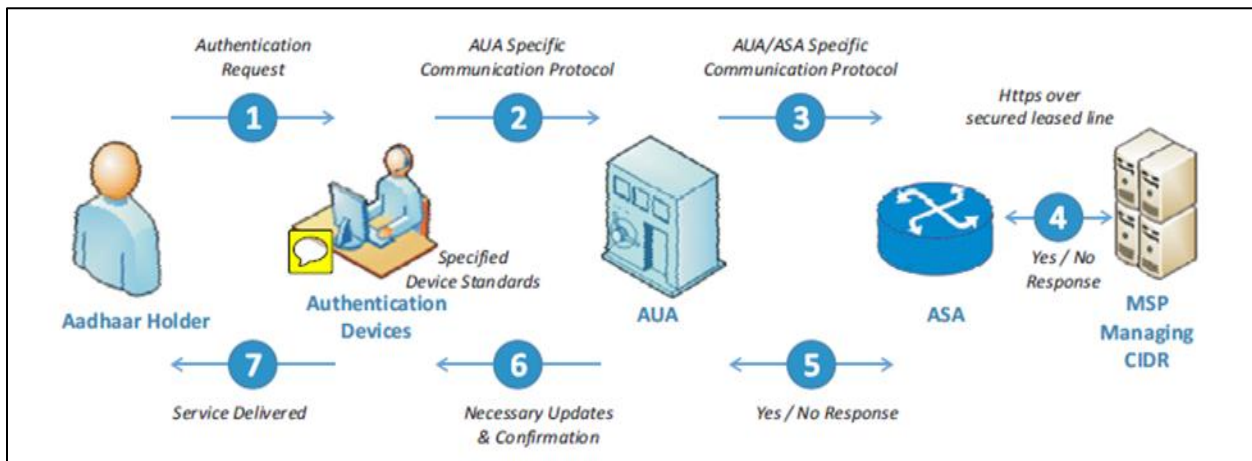 Authentication
Request
1
AUA Specific
Communication Protocol
2
AUA/ASA Specific
Communication Protocol
3
Https over
secured leased line
4
Yes / No
Response
Specified
Device Standards
Aadhaar Holder
Authentication
Devices
AUA
ASA
MSP
Managing
CIDR
7
Service Delivered
6
Necessary Updates
& Confirmation
5
Yes / No Response